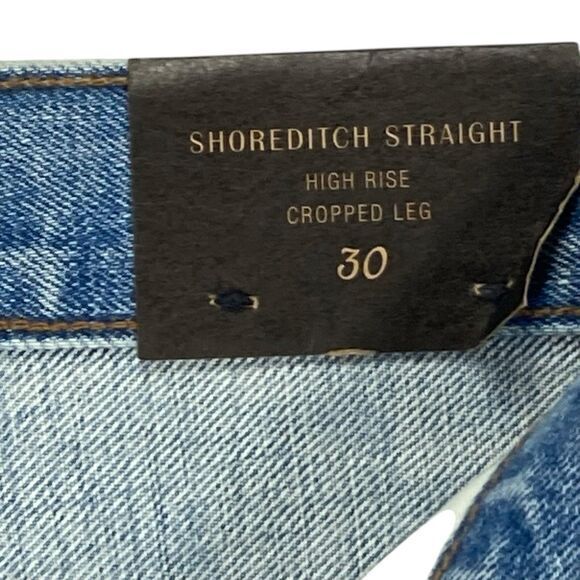 SHOREDITCH STRAIGHT
HIGH RISE
CROPPED LEG
30